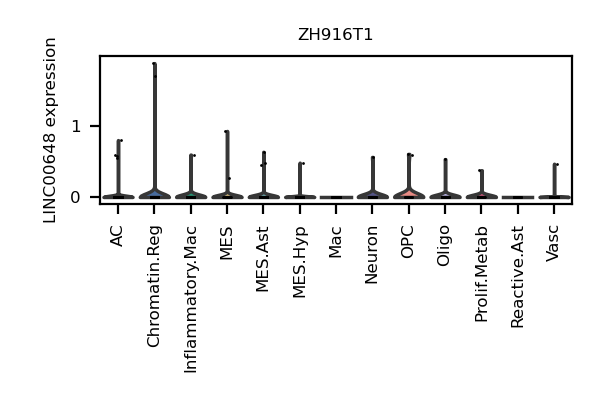 ZH916T1
LINC00648 expression
1
0
AC
Chromatin.Reg
Inflammatory.Mac
MES
MES.Ast
MES.Hyp
Mac
Neuron
OPC
Oligo
Prolif.Metab
Reactive.Ast
Vasc